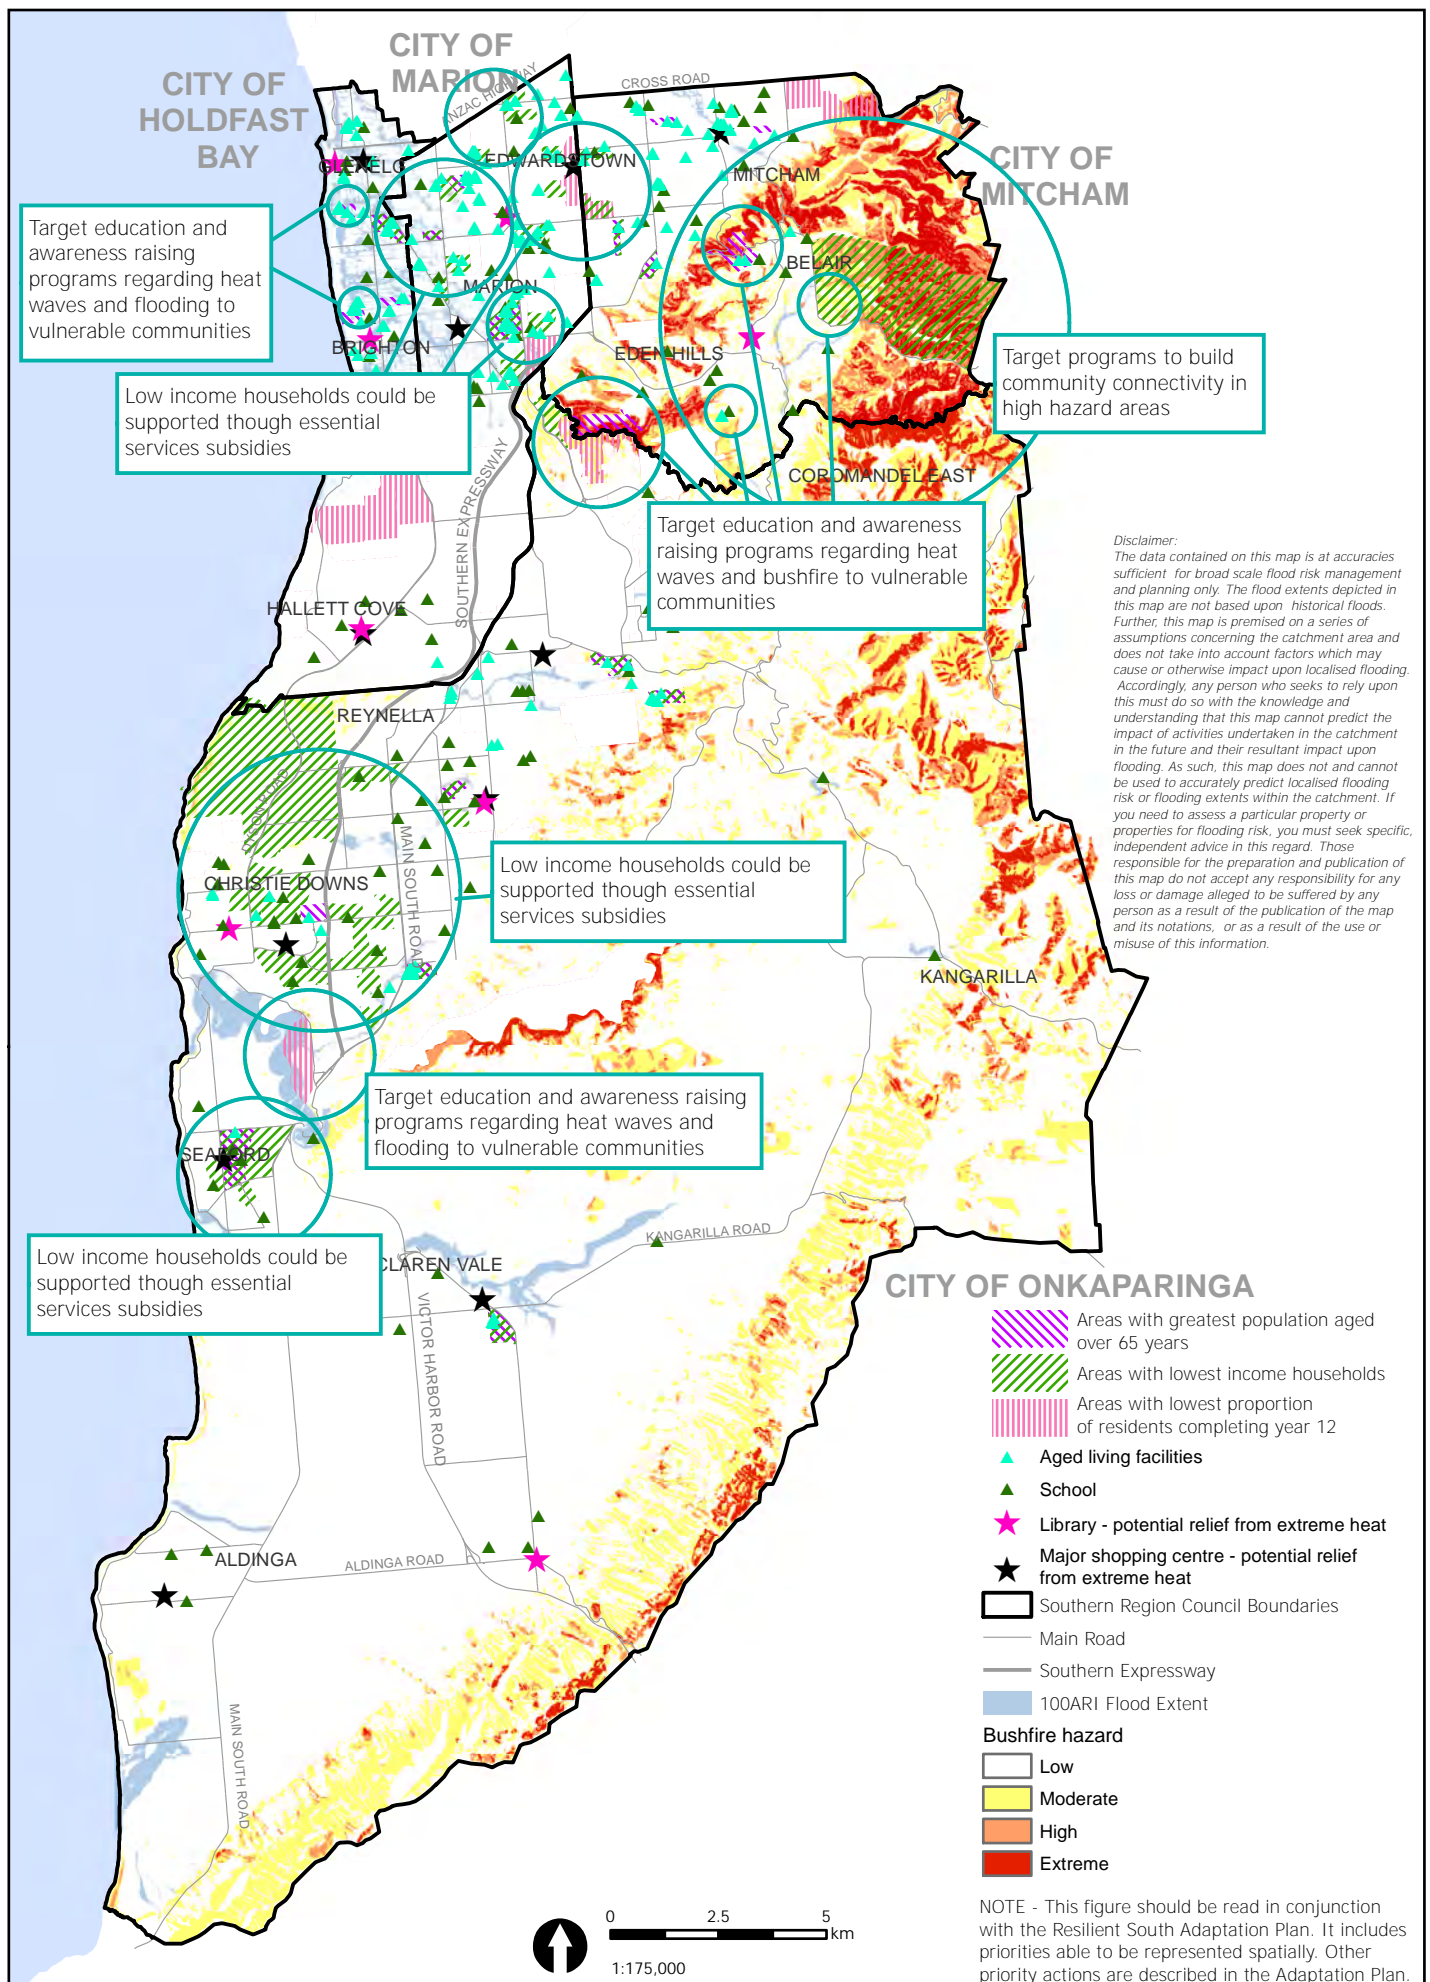 CITY OF
MARION
CITY OF
HOLDFAST
BAY
ANZAC HIGHWAY
CROSS ROAD
CITY OF
MITCHAM
GLENELG
EDWARDSTOWN
MITCHAM
Target education and
awareness raising
programs regarding heat
waves and flooding to
vulnerable communities
BELAIR
MARION
BRIGHTON
EDEN HILLS
Target programs to build
community connectivity in
high hazard areas
Low income households could be
supported though essential
services subsidies
SOUTHERN EXPRESSWAY
COROMANDEL EAST
Target education and awareness
raising programs regarding heat
waves and bushfire to vulnerable
communities
Disclaimer:
The data contained on this map is at accuracies
sufficient for broad scale flood risk management
and planning only. The flood extents depicted in
this map are not based upon historical floods.
Further, this map is premised on a series of
assumptions concerning the catchment area and
does not take into account factors which may
cause or otherwise impact upon localised flooding.
Accordingly, any person who seeks to rely upon
this must do so with the knowledge and
understanding that this map cannot predict the
impact of activities undertaken in the catchment
in the future and their resultant impact upon
flooding. As such, this map does not and cannot
be used to accurately predict localised flooding
risk or flooding extents within the catchment. If
you need to assess a particular property or
properties for flooding risk, you must seek specific,
independent advice in this regard. Those
responsible for the preparation and publication of
this map do not accept any responsibility for any
loss or damage alleged to be suffered by any
person as a result of the publication of the map
and its notations, or as a result of the use or
misuse of this information.
HALLETT COVE
REYNELLA
MAIN SOUTH ROAD
CHRISTIE DOWNS
Low income households could be
supported though essential
services subsidies
KANGARILLA
Target education and awareness raising
programs regarding heat waves and
flooding to vulnerable communities
SEAFORD
Low income households could be
supported though essential
services subsidies
CLAREN VALE
KANGARILLA ROAD
VICTOR HARBOR ROAD
ALDINGA
ALDINGA ROAD
MAIN SOUTH ROAD
CITY OF ONKAPARINGA
Areas with greatest population aged
over 65 years
Areas with lowest income households
Areas with lowest proportion
of residents completing year 12
Aged living facilities
School
Library - potential relief from extreme heat
Major shopping centre - potential relief
from extreme heat
Southern Region Council Boundaries
Main Road
Southern Expressway
100ARI Flood Extent
Bushfire hazard
Low
Moderate
High
Extreme
NOTE - This figure should be read in conjunction
with the Resilient South Adaptation Plan. It includes
priorities able to be represented spatially. Other
priority actions are described in the Adaptation Plan.
0 2.5 5
km
1:175,000